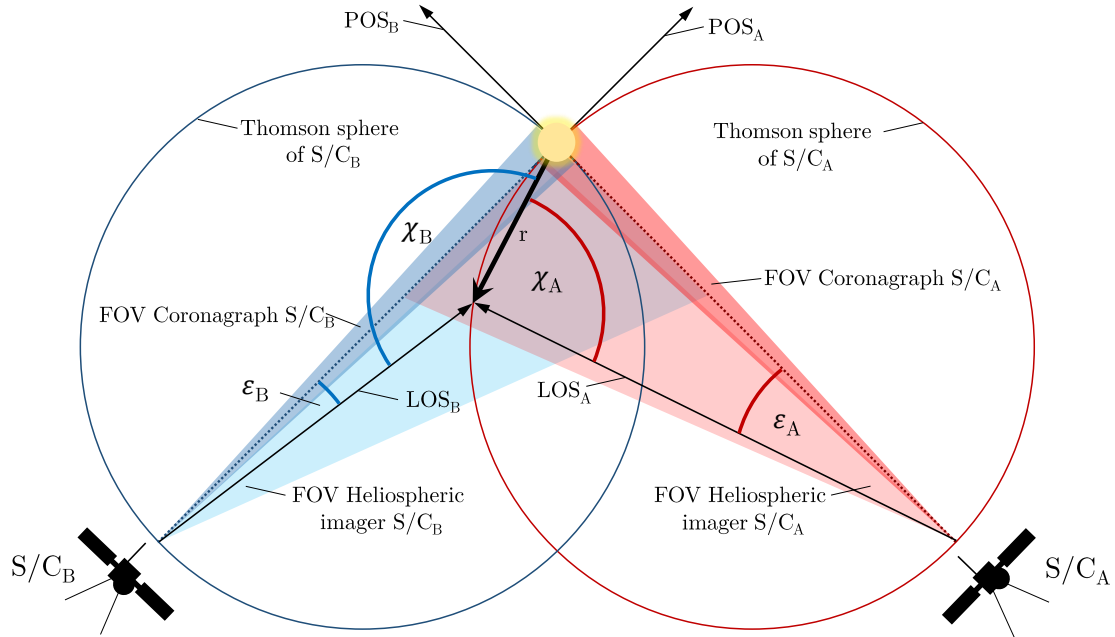 POS_B
POS_A
Thomson sphere
of S/C_B
Thomson sphere
of S/C_A
χ_B
r
χ_A
FOV Coronagraph S/C_A
FOV Coronagraph S/C_B
ε_B
LOS_B
LOS_A
ε_A
FOV Heliospheric
imager S/C_B
FOV Heliospheric
imager S/C_A
S/C_B
S/C_A